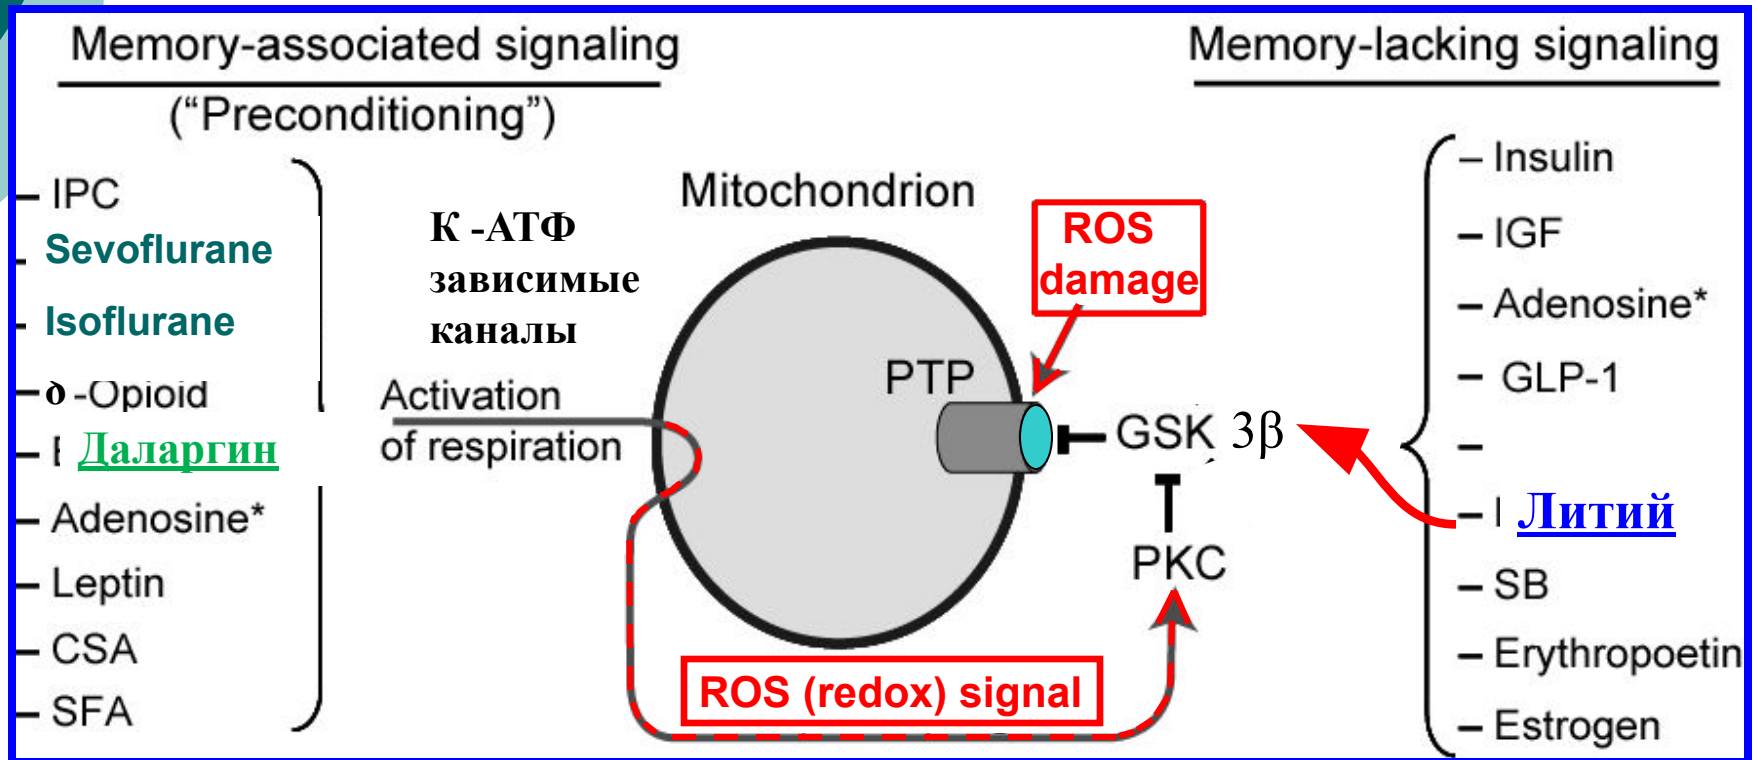 Memory-associated signaling
("Preconditioning")
– IPC
Sevoflurane
Isoflurane
– δ -Opioid
Даларгин
– Adenosine*
– Leptin
– CSA
– SFA
К -АТФ
зависимые
каналы
Activation
of respiration
Mitochondrion
PTP
ROS
damage
GSK 3β
PKC
ROS (redox) signal
Memory-lacking signaling
– Insulin
– IGF
– Adenosine*
– GLP-1
– Литий
– SB
– Erythropoetin
– Estrogen